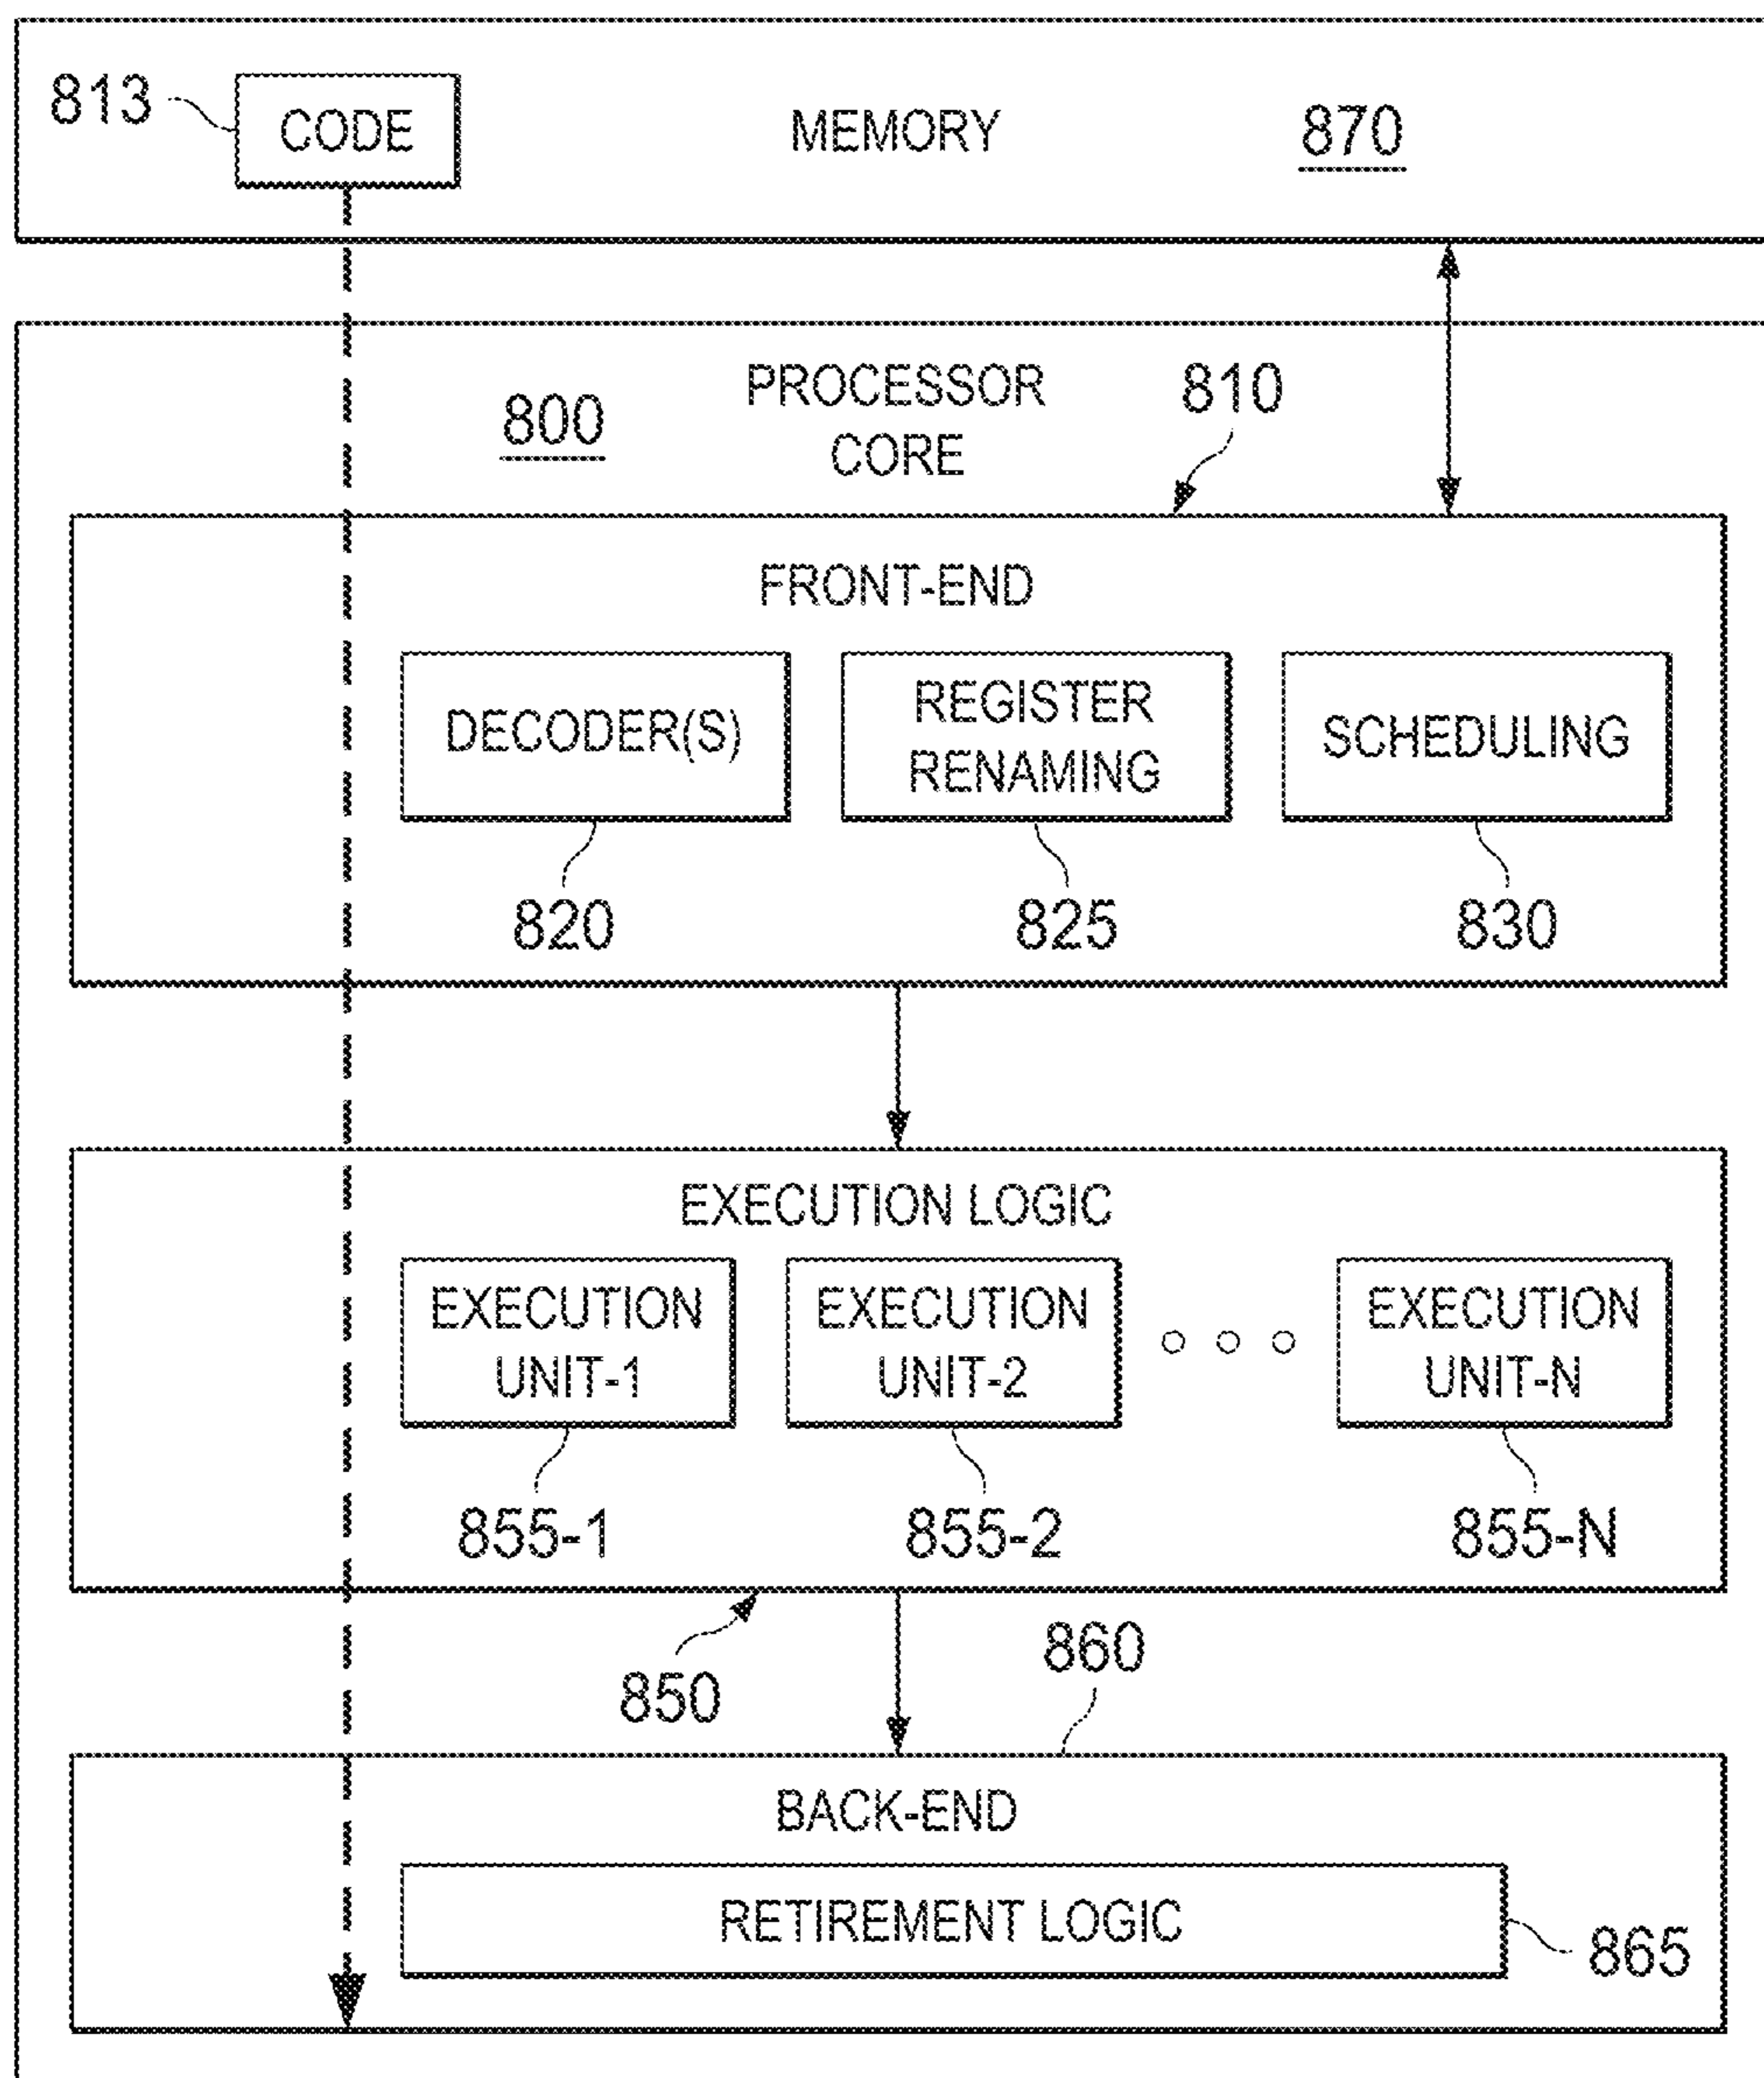 813
CODE
MEMORY
870
PROCESSOR
CORE
800
810
FRONT-END
DECODER(S)
REGISTER
RENAMING
SCHEDULING
820
825
830
EXECUTION LOGIC
EXECUTION
UNIT-1
EXECUTION
UNIT-2
EXECUTION
UNIT-N
855-1
855-2
855-N
850
860
BACK-END
RETIREMENT LOGIC
865